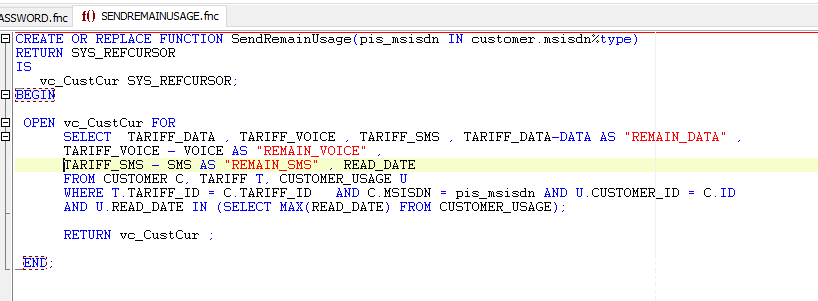 ASSWORD.fnc f() SENDREMAINUSAGE.fnc
CREATE OR REPLACE FUNCTION SendRemainUsage(pis_msisdn IN customer.msisdn%type)
RETURN SYS_REFCURSOR
IS
vc_CustCur SYS_REFCURSOR;
BEGIN
OPEN vc_CustCur FOR
SELECT TARIFF_DATA , TARIFF_VOICE , TARIFF_SMS , TARIFF_DATA-DATA AS "REMAIN_DATA" ,
TARIFF_VOICE - VOICE AS "REMAIN_VOICE" ,
TARIFF_SMS - SMS AS "REMAIN_SMS" , READ_DATE
FROM CUSTOMER C, TARIFF T, CUSTOMER_USAGE U
WHERE T.TARIFF_ID = C.TARIFF_ID AND C.MSISDN = pis_msisdn AND U.CUSTOMER_ID = C.ID
AND U.READ_DATE IN (SELECT MAX(READ_DATE) FROM CUSTOMER_USAGE);
RETURN vc_CustCur ;
END;